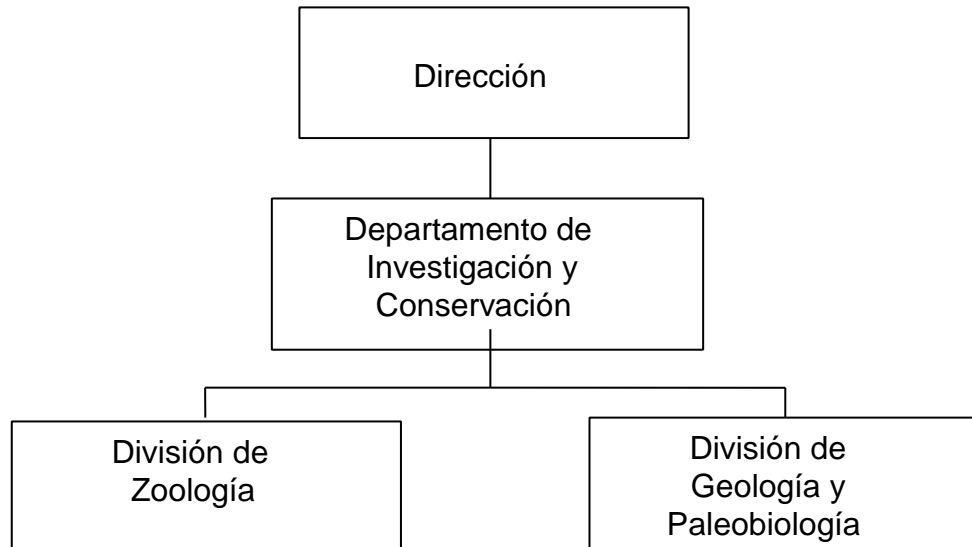 Dirección
Departamento de
Investigación y
Conservación
División de
Zoología
División de
Geología y
Paleobiología